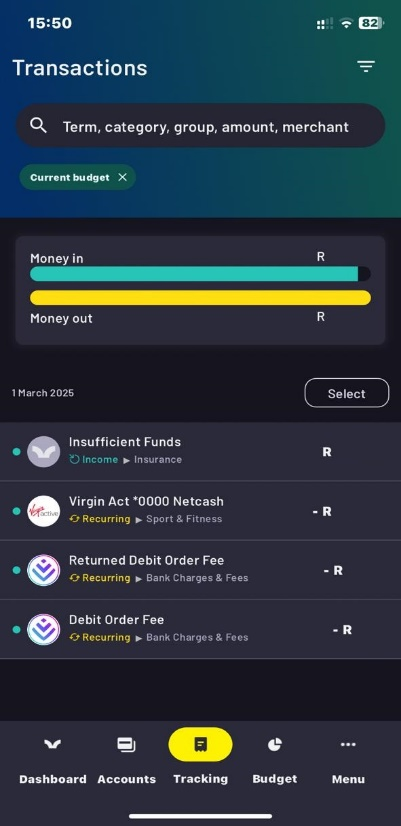 15:50
82
Transactions
Term, category, group, amount, merchant
Current budget
Money in R
Money out R
1 March 2025 Select
Insufficient Funds
Income ▶ Insurance R
Virgin Act *0000 Netcash
Recurring ▶ Sport & Fitness - R
Virgin active
Returned Debit Order Fee
Recurring ▶ Bank Charges & Fees - R
Debit Order Fee
Recurring ▶ Bank Charges & Fees - R
Dashboard Accounts Tracking Budget Menu